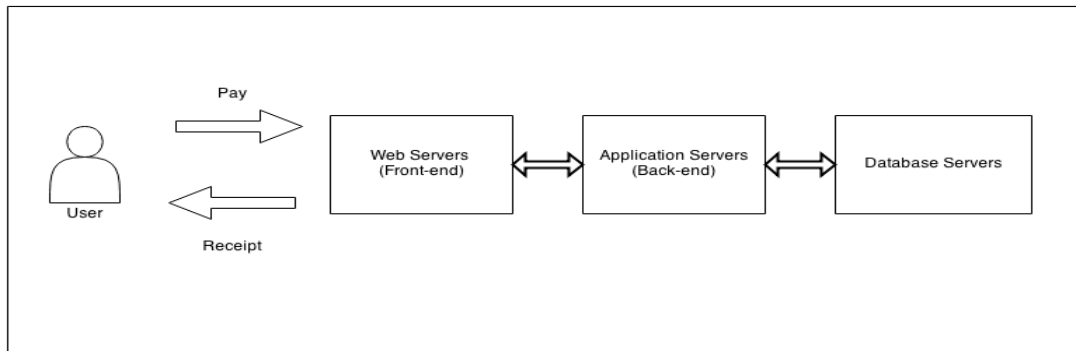 Pay
User
Receipt
Web Servers
(Front-end)
Application Servers
(Back-end)
Database Servers